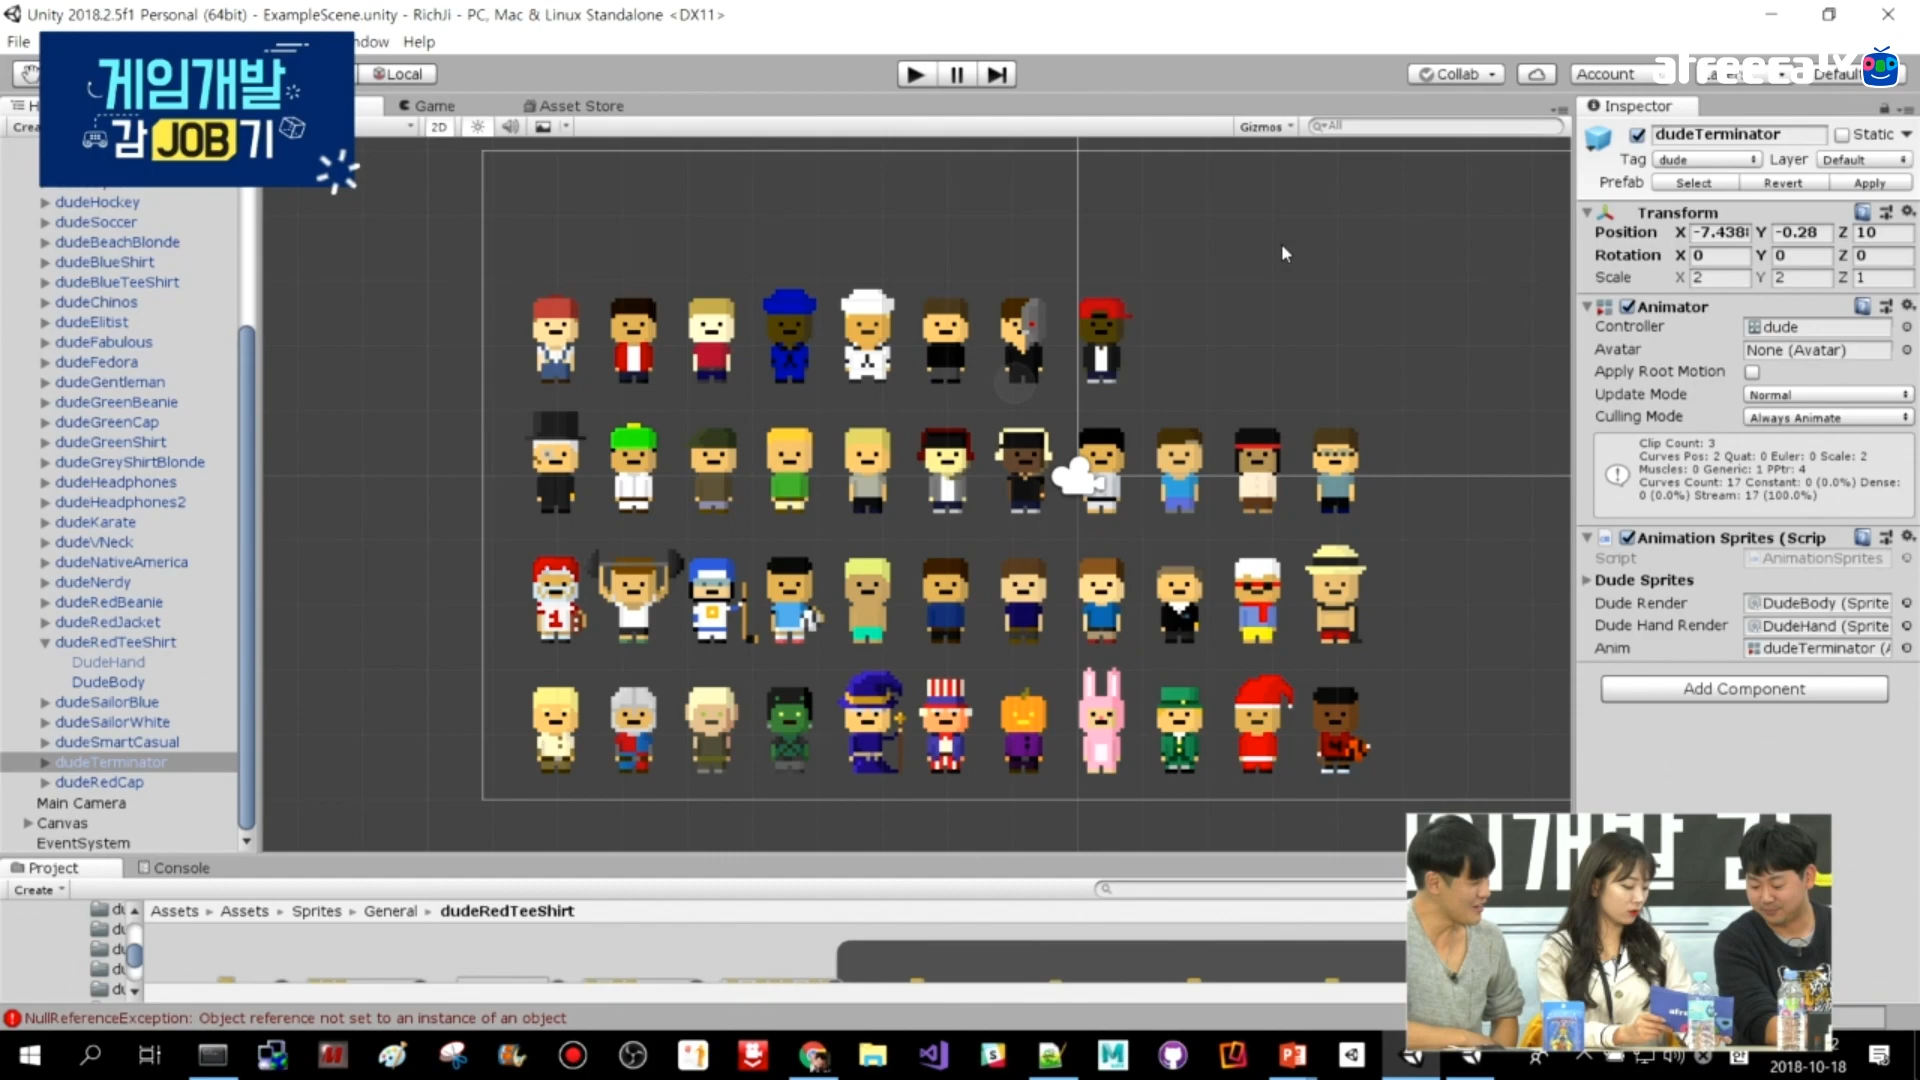 Unity 2018.2.5f1 Personal (64bit) - ExampleScene.unity - RichJi - PC, Mac & Linux Standalone <DX11>
File
ndow Help
게임개발
감JOB기
Local
Collab
Account
Default
afreecaTV
Game
Asset Store
Crea
2D
Gizmos
All
dudeHockey
dudeSoccer
dudeBeachBlonde
dudeBlueShirt
dudeBlueTeeShirt
dudeChinos
dudeElitist
dudeFabulous
dudeFedora
dudeGentleman
dudeGreenBeanie
dudeGreenCap
dudeGreenShirt
dudeGreyShirtBlonde
dudeHeadphones
dudeHeadphones2
dudeKarate
dudeVNeck
dudeNativeAmerica
dudeNerdy
dudeRedBeanie
dudeRedJacket
dudeRedTeeShirt
DudeHand
DudeBody
dudeSailorBlue
dudeSailorWhite
dudeSmartCasual
dudeTerminator
dudeRedCap
Main Camera
Canvas
EventSystem
Inspector
dudeTerminator Static
Tag dude Layer Default
Prefab Select Revert Apply
Transform
Position X -7.438 Y -0.28 Z 10
Rotation X 0 Y 0 Z 0
Scale X 2 Y 2 Z 1
Animator
Controller dude
Avatar None (Avatar)
Apply Root Motion
Update Mode Normal
Culling Mode Always Animate
Clip Count: 3
Curves Pos: 2 Quat: 0 Euler: 0 Scale: 2
Muscles: 0 Generic: 1 PPtr: 4
Curves Count: 17 Constant: 0 (0.0%) Dense:
0 (0.0%) Stream: 17 (100.0%)
Animation Sprites (Scrip
Script AnimationSprites
Dude Sprites
Dude Render DudeBody (Sprite
Dude Hand Render DudeHand (Sprite
Anim dudeTerminator (A
Add Component
Project Console
Create
Assets Assets Sprites General dudeRedTeeShirt
NullReferenceException: Object reference not set to an instance of an object
2018-10-18